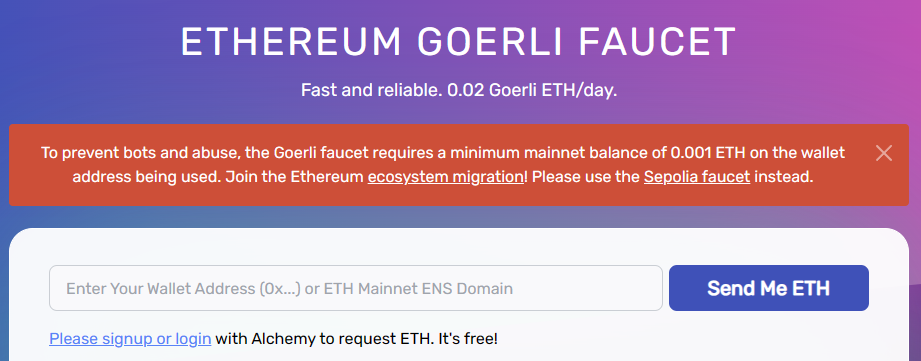 ETHEREUM GOERLI FAUCET
Fast and reliable. 0.02 Goerli ETH/day.
To prevent bots and abuse, the Goerli faucet requires a minimum mainnet balance of 0.001 ETH on the wallet
address being used. Join the Ethereum ecosystem migration! Please use the Sepolia faucet instead.
Enter Your Wallet Address (0x...) or ETH Mainnet ENS Domain
Send Me ETH
Please signup or login with Alchemy to request ETH. It's free!